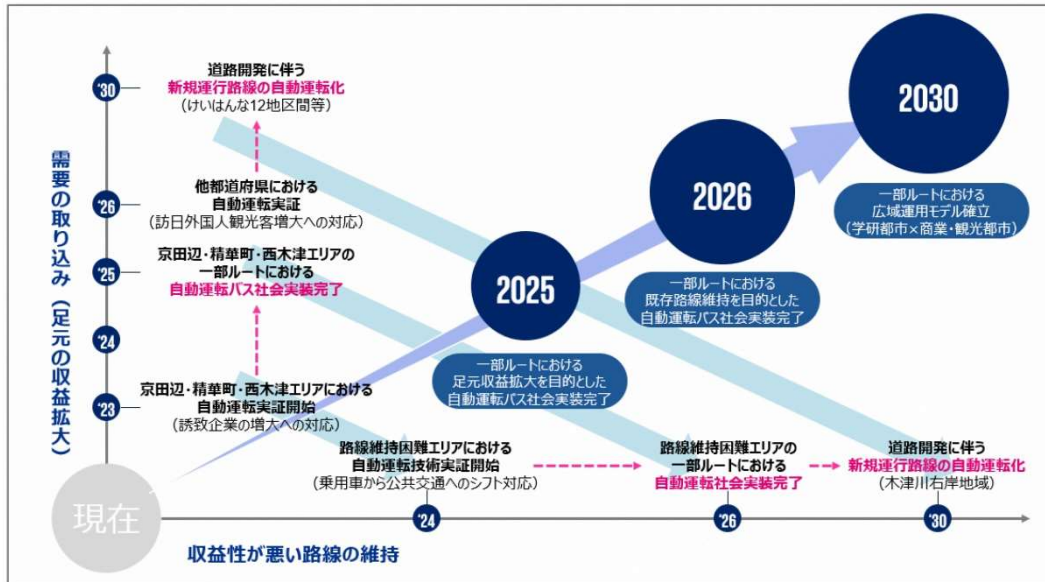 '30
道路開発に伴う
新規運行路線の自動運転化
（けいはんな12地区間等）
'26
他都道府県における
自動運転実証
（訪日外国人観光客増大への対応）
'25
京田辺・精華町・西木津エリアの
一部ルートにおける
自動運転バス社会実装完了
'24
'23
京田辺・精華町・西木津エリアにおける
自動運転実証開始
（誘致企業の増大への対応）
需要の取り込み（足元の収益拡大）
2025
一部ルートにおける
足元収益拡大を目的とした
自動運転バス社会実装完了
2026
一部ルートにおける
既存路線維持を目的とした
自動運転バス社会実装完了
2030
一部ルートにおける
広域運用モデル確立
（学研都市×商業・観光都市）
路線維持困難エリアにおける
自動運転技術実証開始
（乗用車から公共交通へのシフト対応）
路線維持困難エリアの
一部ルートにおける
自動運転社会実装完了
道路開発に伴う
新規運行路線の自動運転化
（木津川右岸地域）
現在
'24
'26
'30
収益性が悪い路線の維持